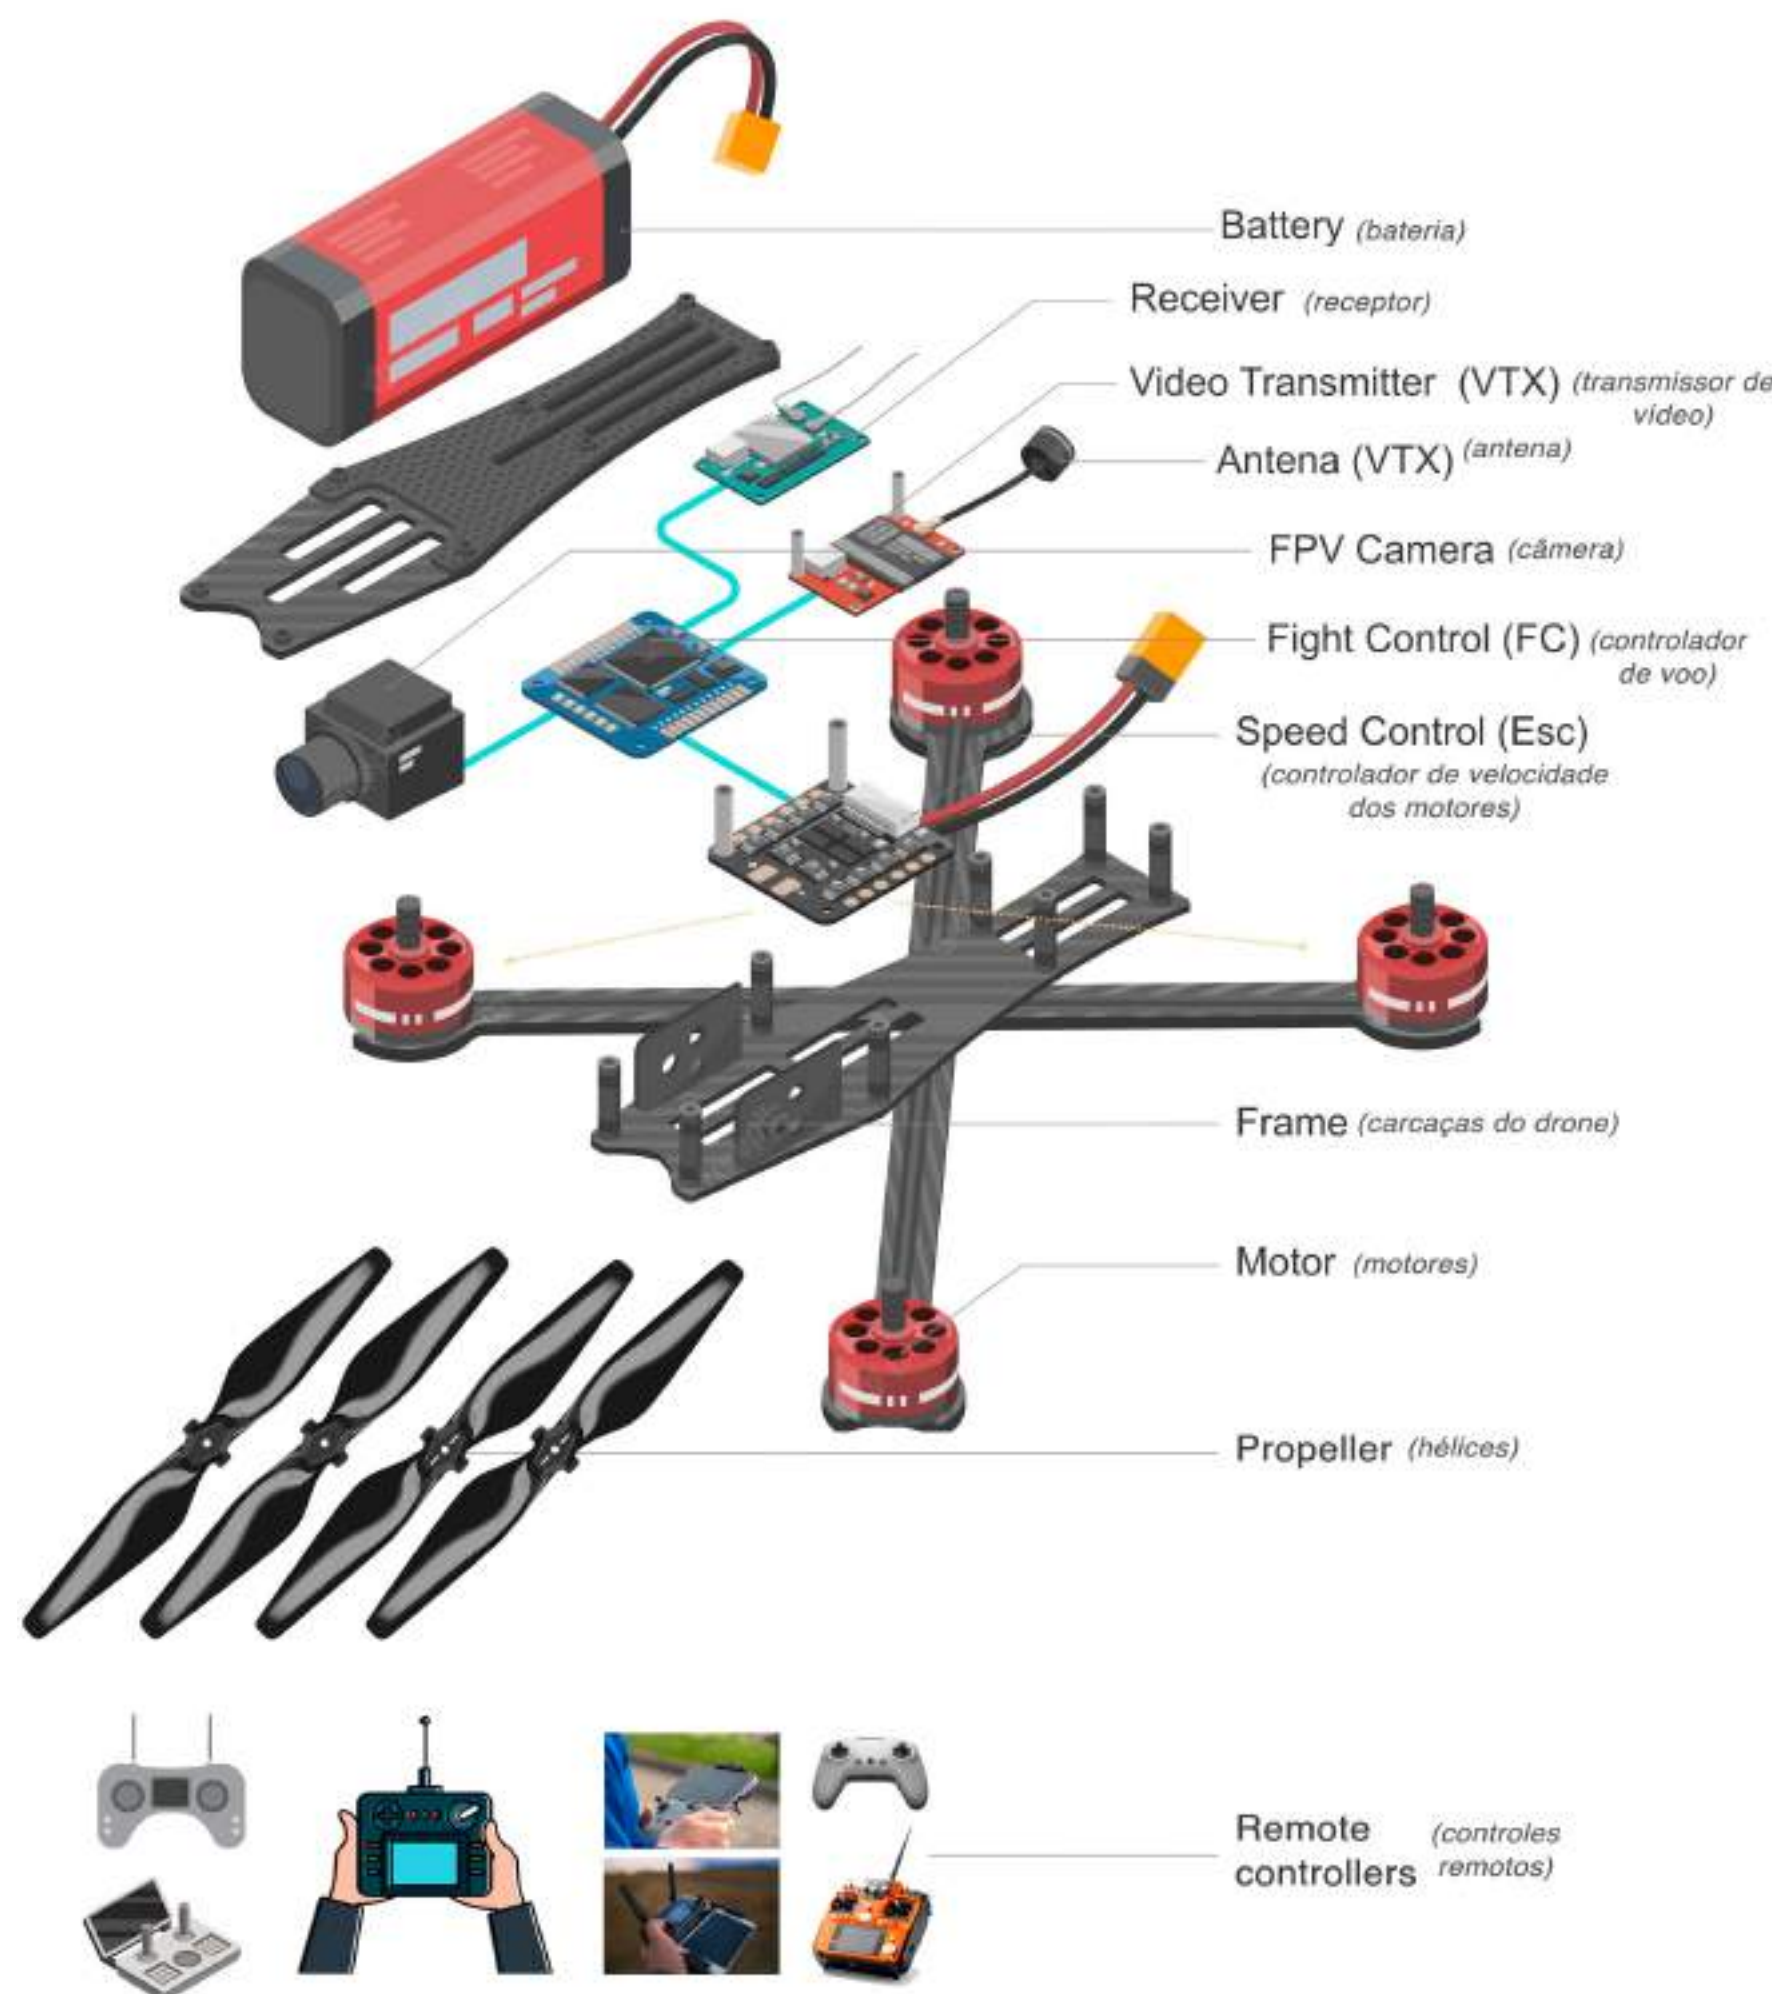 Battery (bateria)
Receiver (receptor)
Video Transmitter (VTX) (transmissor de
vídeo)
Antena (VTX) (antena)
FPV Camera (câmera)
Fight Control (FC) (controlador
de voo)
Speed Control (Esc)
(controlador de velocidade
dos motores)
Frame (carcaças do drone)
Motor (motores)
Propeller (hélices)
Remote (controles
controllers remotos)